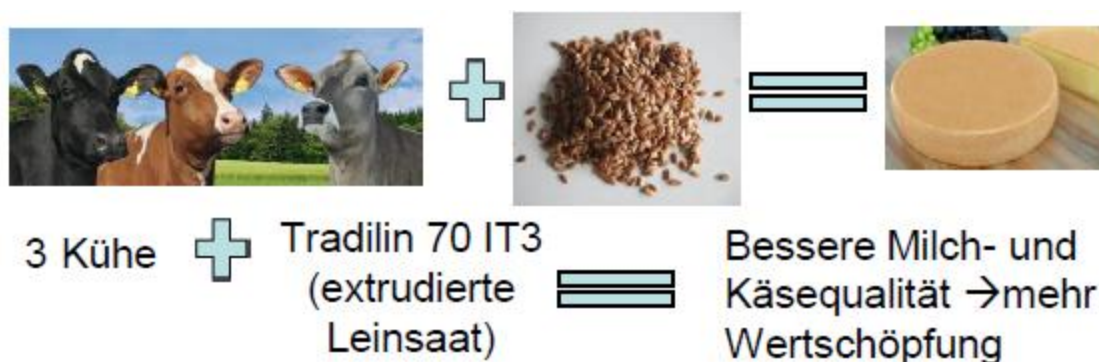 3 Kühe
Tradilin 70 IT3
(extrudierte
Leinsaat)
Bessere Milch- und
Käsequalität →mehr
Wertschöpfung